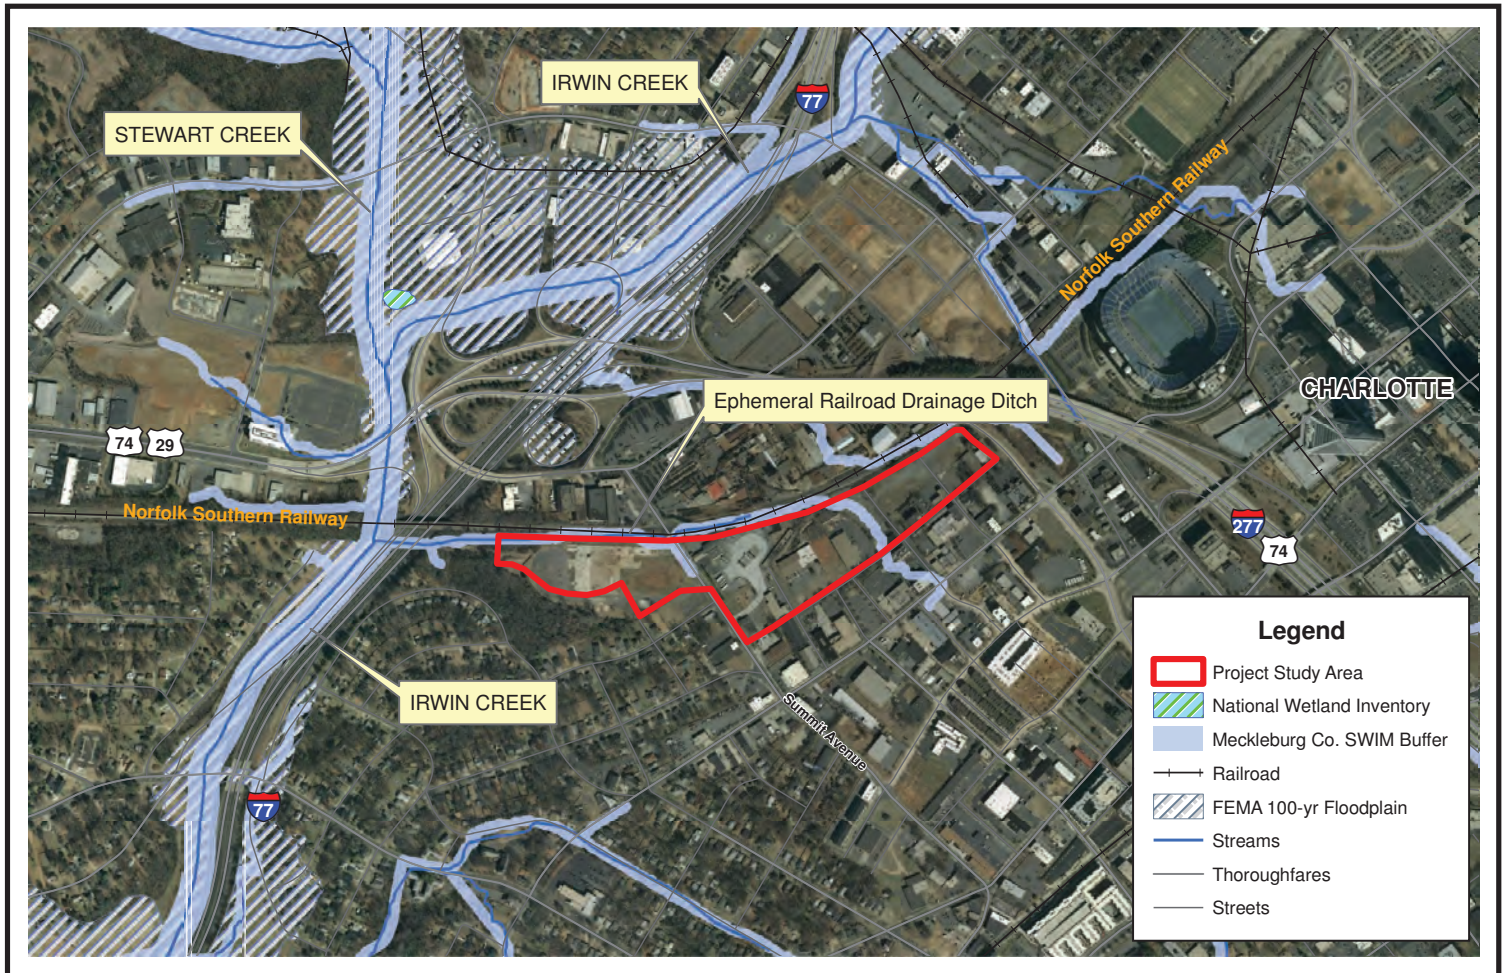 IRWIN CREEK
77
STEWART CREEK
Norfolk Southern Railway
Ephemeral Railroad Drainage Ditch
CHARLOTTE
74 29
Norfolk Southern Railway
277
74
IRWIN CREEK
Summit Avenue
77
Legend
Project Study Area
National Wetland Inventory
Meckleburg Co. SWIM Buffer
Railroad
FEMA 100-yr Floodplain
Streams
Thoroughfares
Streets